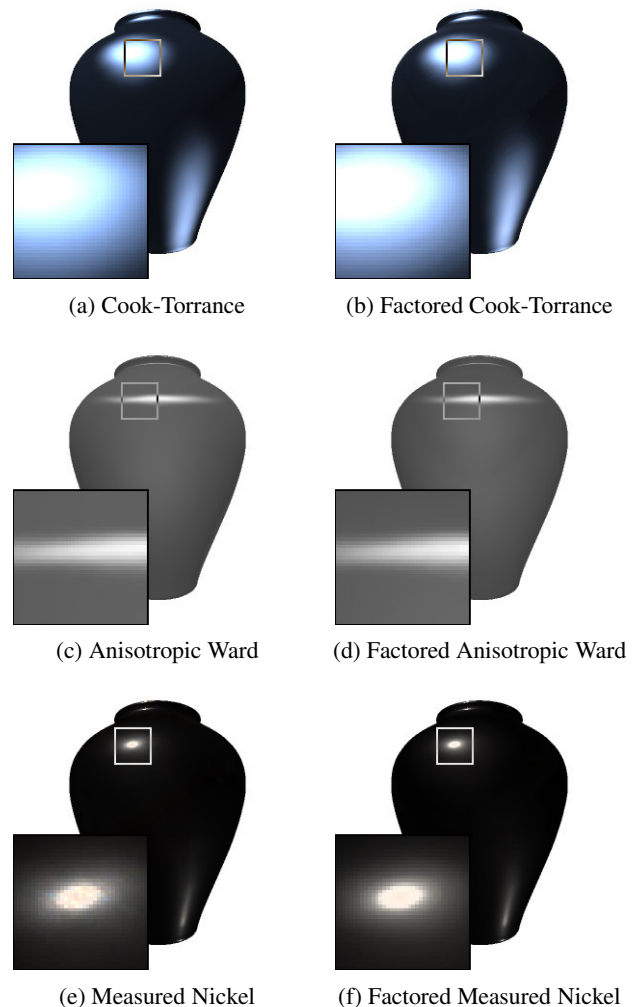 (a) Cook-Torrance
(b) Factored Cook-Torrance
(c) Anisotropic Ward
(d) Factored Anisotropic Ward
(e) Measured Nickel
(f) Factored Measured Nickel